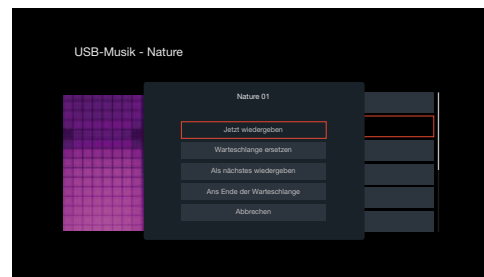 USB-Musik - Nature
Nature 01
Jetzt wiedergeben
Warteschlange ersetzen
Als nächstes wiedergeben
Ans Ende der Warteschlange
Abbrechen